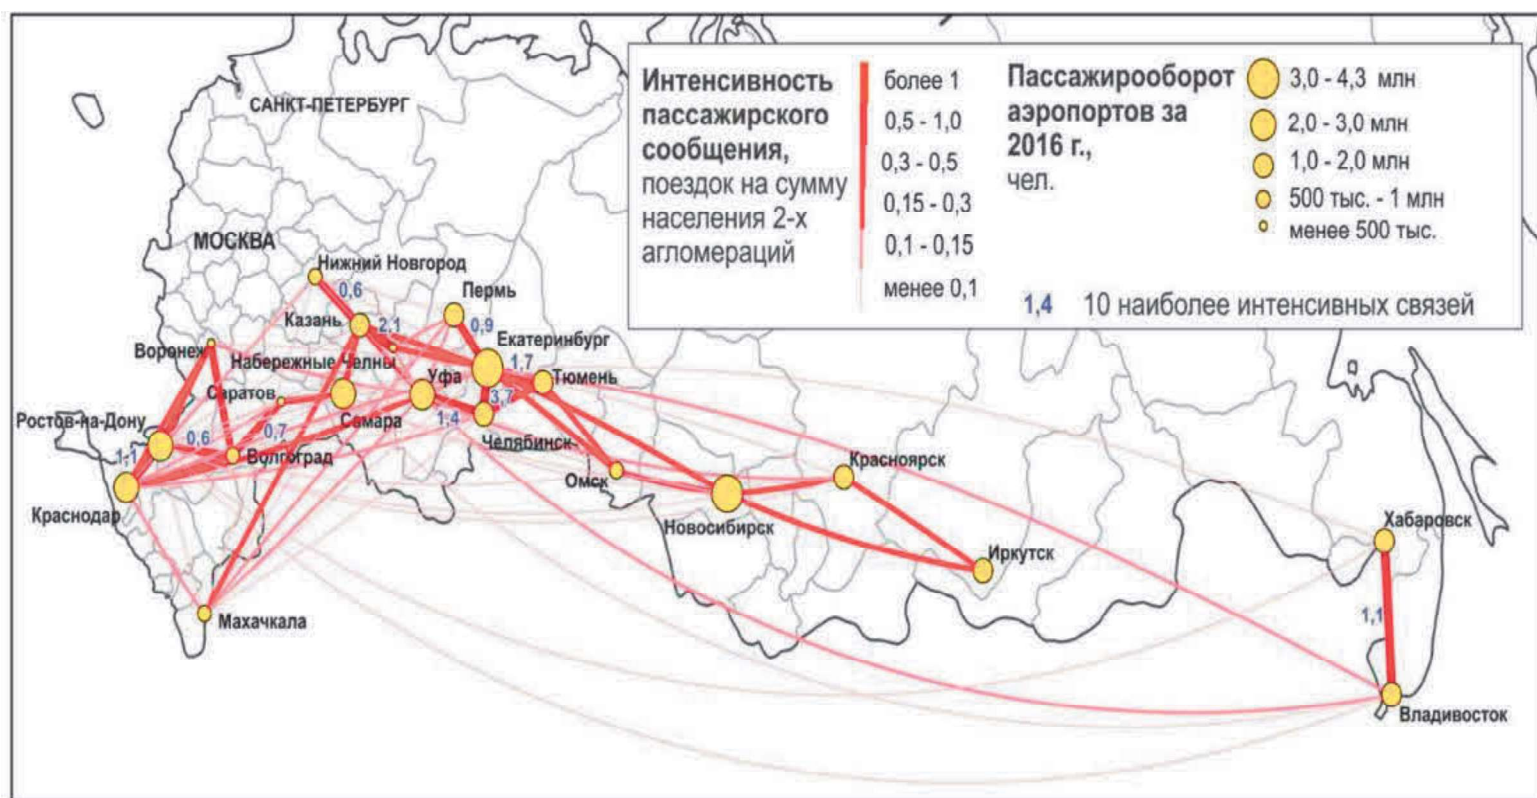 САНКТ-ПЕТЕРБУРГ
МОСКВА
Интенсивность
пассажирского
сообщения,
поездок на сумму
населения 2-х
агломераций
более 1
0,5 - 1,0
0,3 - 0,5
0,15 - 0,3
0,1 - 0,15
менее 0,1
Пассажирооборот
аэропортов за
2016 г.,
чел.
3,0 - 4,3 млн
2,0 - 3,0 млн
1,0 - 2,0 млн
500 тыс. - 1 млн
менее 500 тыс.
1,4 10 наиболее интенсивных связей
Нижний Новгород
0,6
Пермь
Казань
2,1
0,9
Екатеринбург
Воронеж
Набережные Челны
1,7
Уфа
Тюмень
Саратов
3,7
Ростов-на-Дону
Самара
1,4
0,6
0,7
Челябинск
1,1
Волгоград
Красноярск
Омск
Краснодар
Новосибирск
Хабаровск
Иркутск
Махачкала
1,1
Владивосток